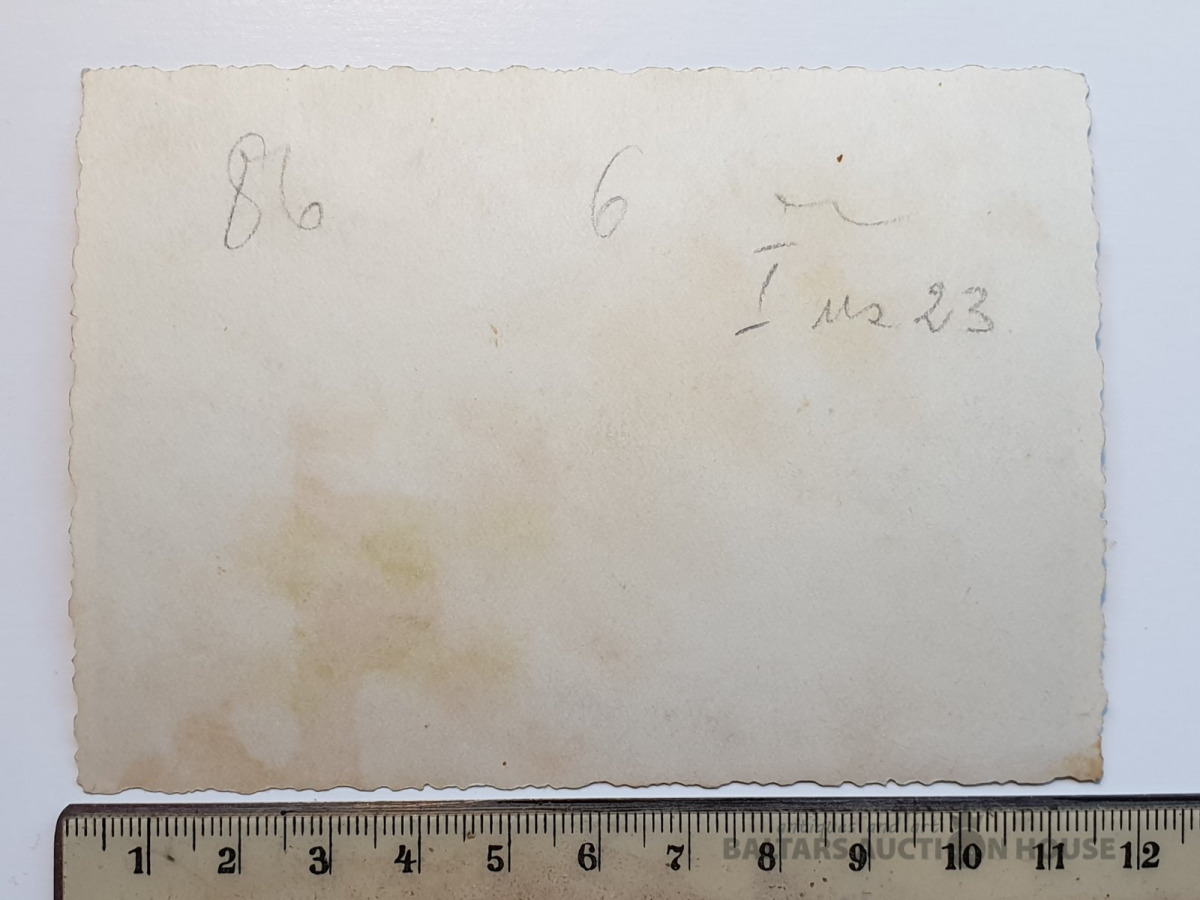 86 6
I из 23
1 2 3 4 5 6 7 8 9 10 11 12
BALTARS AUCTION HOUSE